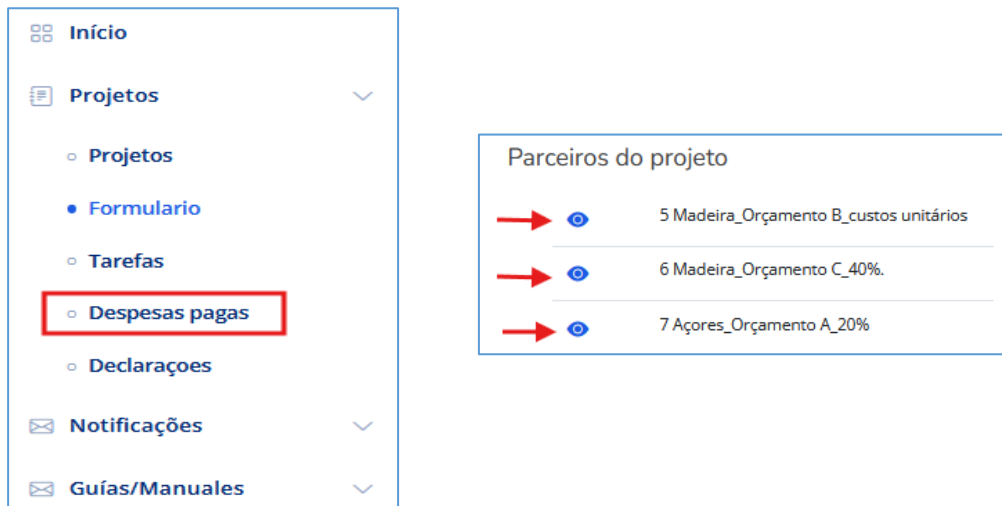 Início
Projetos
Projetos
Formulario
Tarefas
Despesas pagas
Declaraçoes
Notificações
Guías/Manuales
Parceiros do projeto
5 Madeira_Orçamento B_custos unitários
6 Madeira_Orçamento C_40%.
7 Açores_Orçamento A_20%